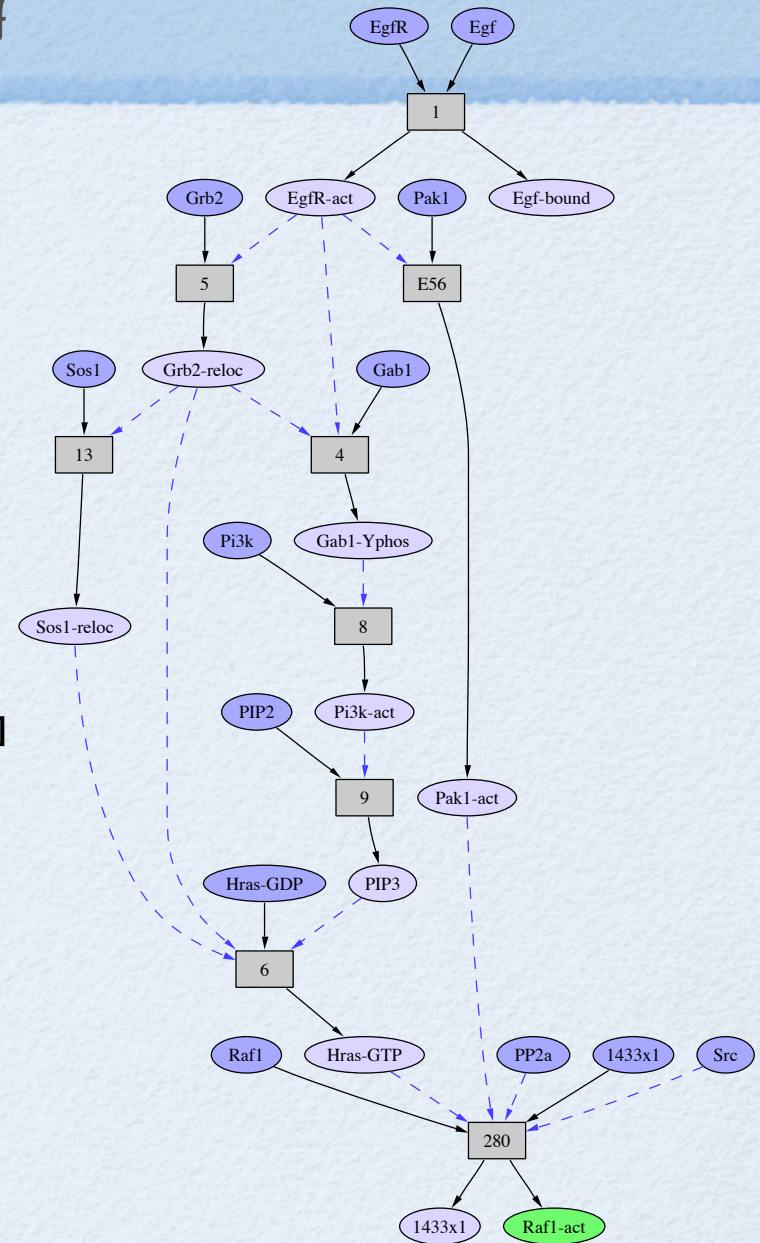 EgfR Egf
1
Grb2 EgfR-act Pak1 Egf-bound
5 E56
Sos1 Grb2-reloc Gab1
13 4
Pi3k Gab1-Yphos
Sos1-reloc 8
PIP2 Pi3k-act
9 Pak1-act
Hras-GDP PIP3
6
Raf1 Hras-GTP PP2a 1433x1 Src
280
1433x1 Raf1-act